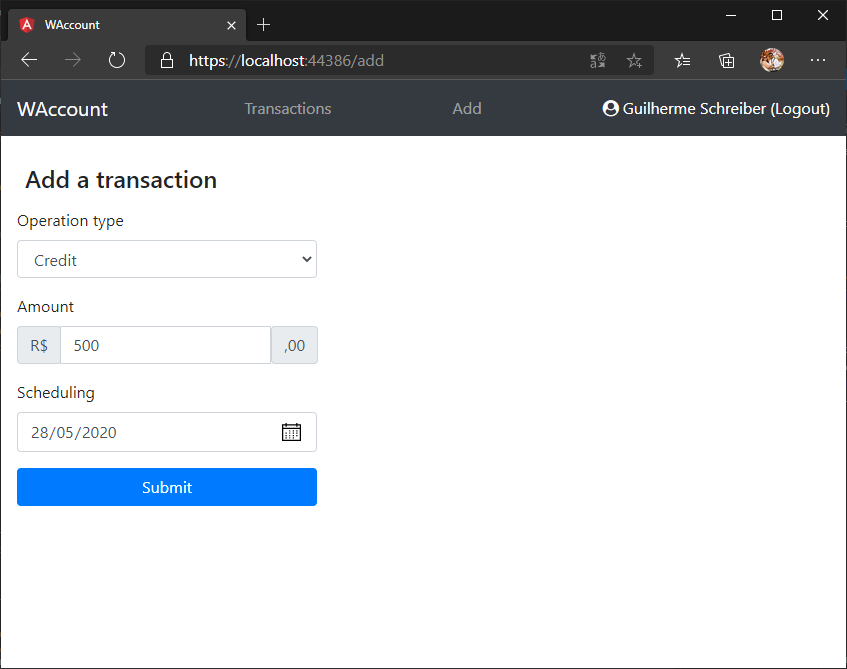 WAccount
https://localhost:44386/add
WAccount Transactions Add Guilherme Schreiber (Logout)
Add a transaction
Operation type
Credit
Amount
R$ 500 ,00
Scheduling
28/05/2020
Submit